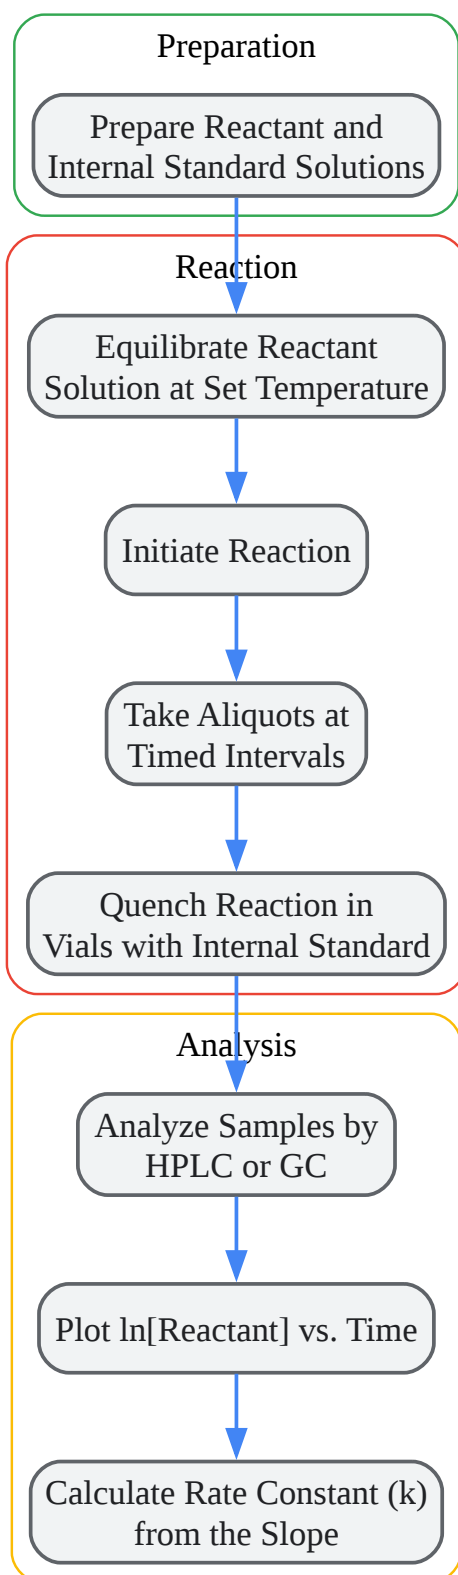 Preparation
Prepare Reactant and
Internal Standard Solutions
Reaction
Equilibrate Reactant
Solution at Set Temperature
Initiate Reaction
Take Aliquots at
Timed Intervals
Quench Reaction in
Vials with Internal Standard
Analysis
Analyze Samples by
HPLC or GC
Plot ln[Reactant] vs. Time
Calculate Rate Constant (k)
from the Slope